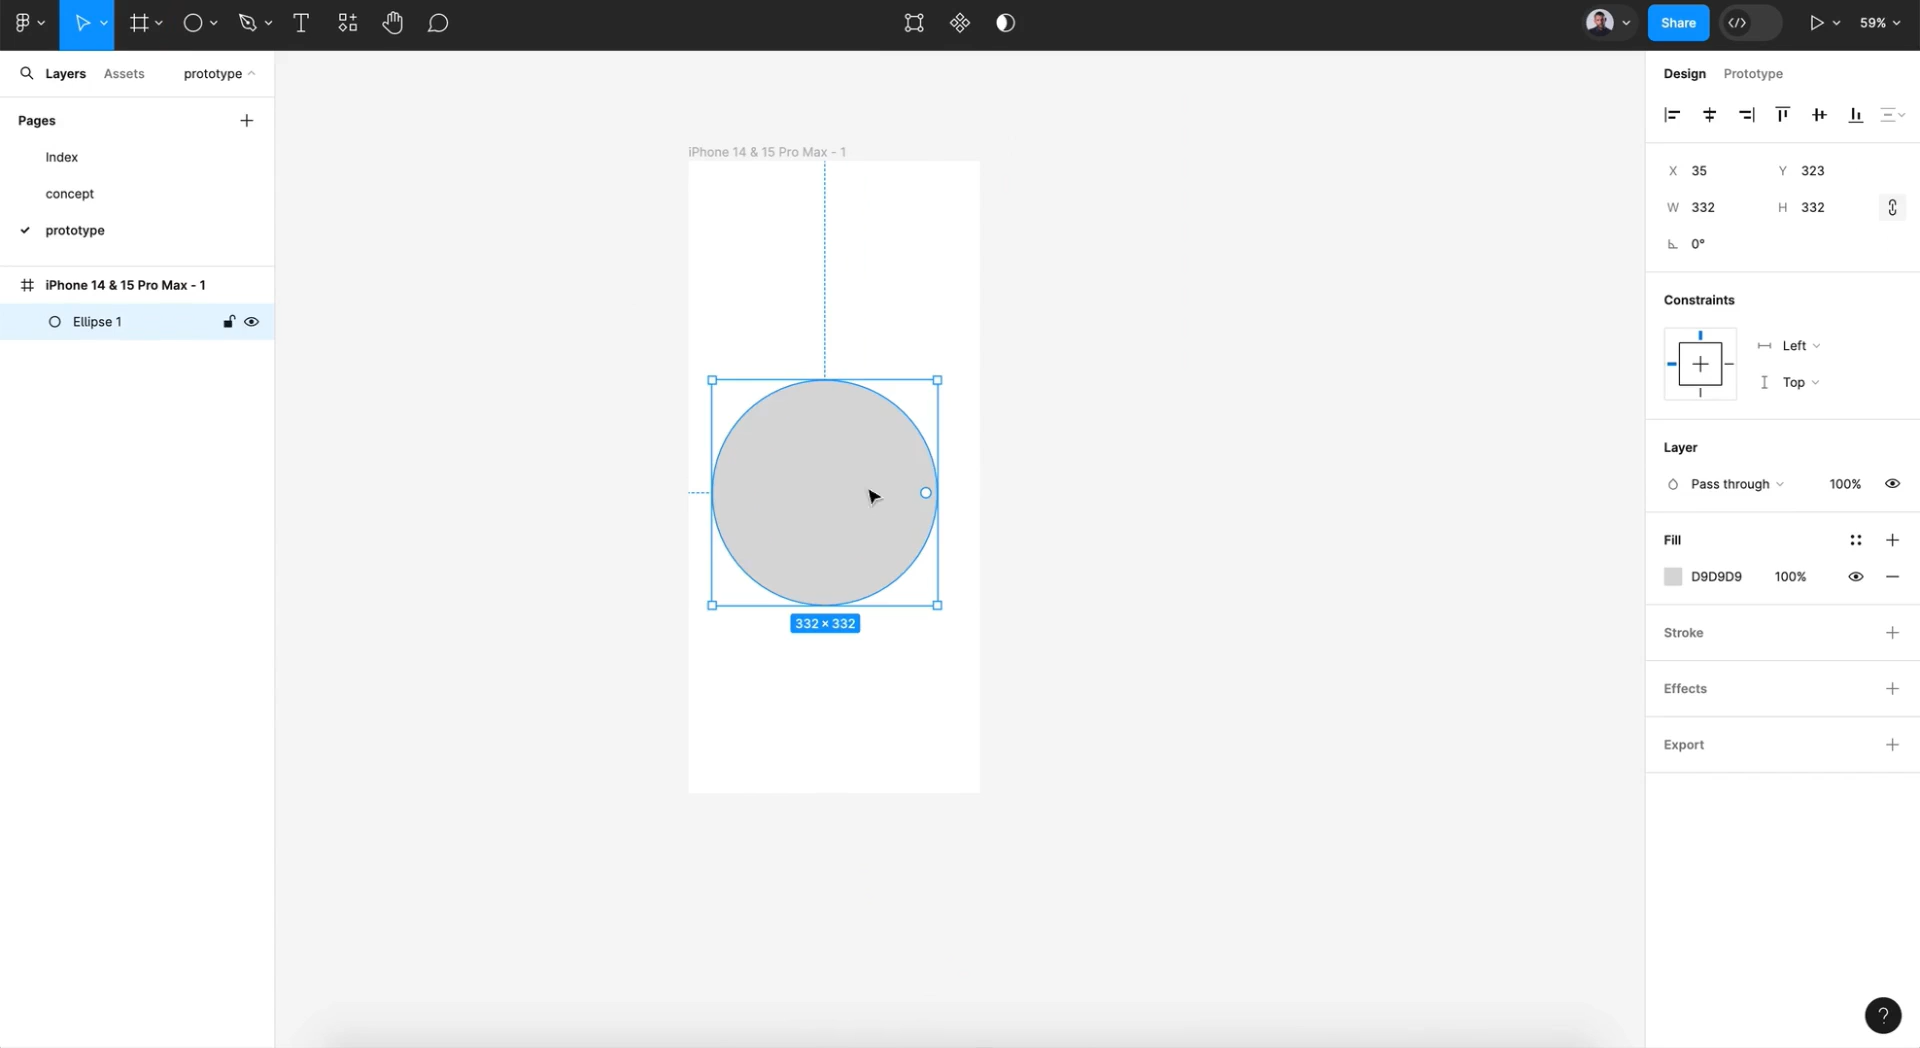 Share
59%
Layers
Assets
prototype
Pages
Index
concept
prototype
iPhone 14 & 15 Pro Max - 1
Ellipse 1
iPhone 14 & 15 Pro Max - 1
332 × 332
Design
Prototype
X 35 Y 323
W 332 H 332
0°
Constraints
Left
Top
Layer
Pass through 100%
Fill
D9D9D9 100%
Stroke
Effects
Export
?